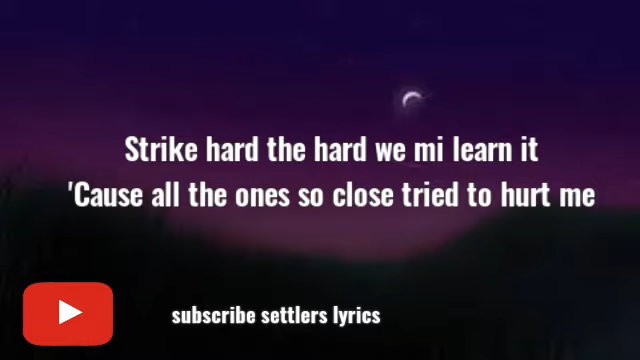 Strike hard the hard we mi learn it
'Cause all the ones so close tried to hurt me
subscribe settlers lyrics